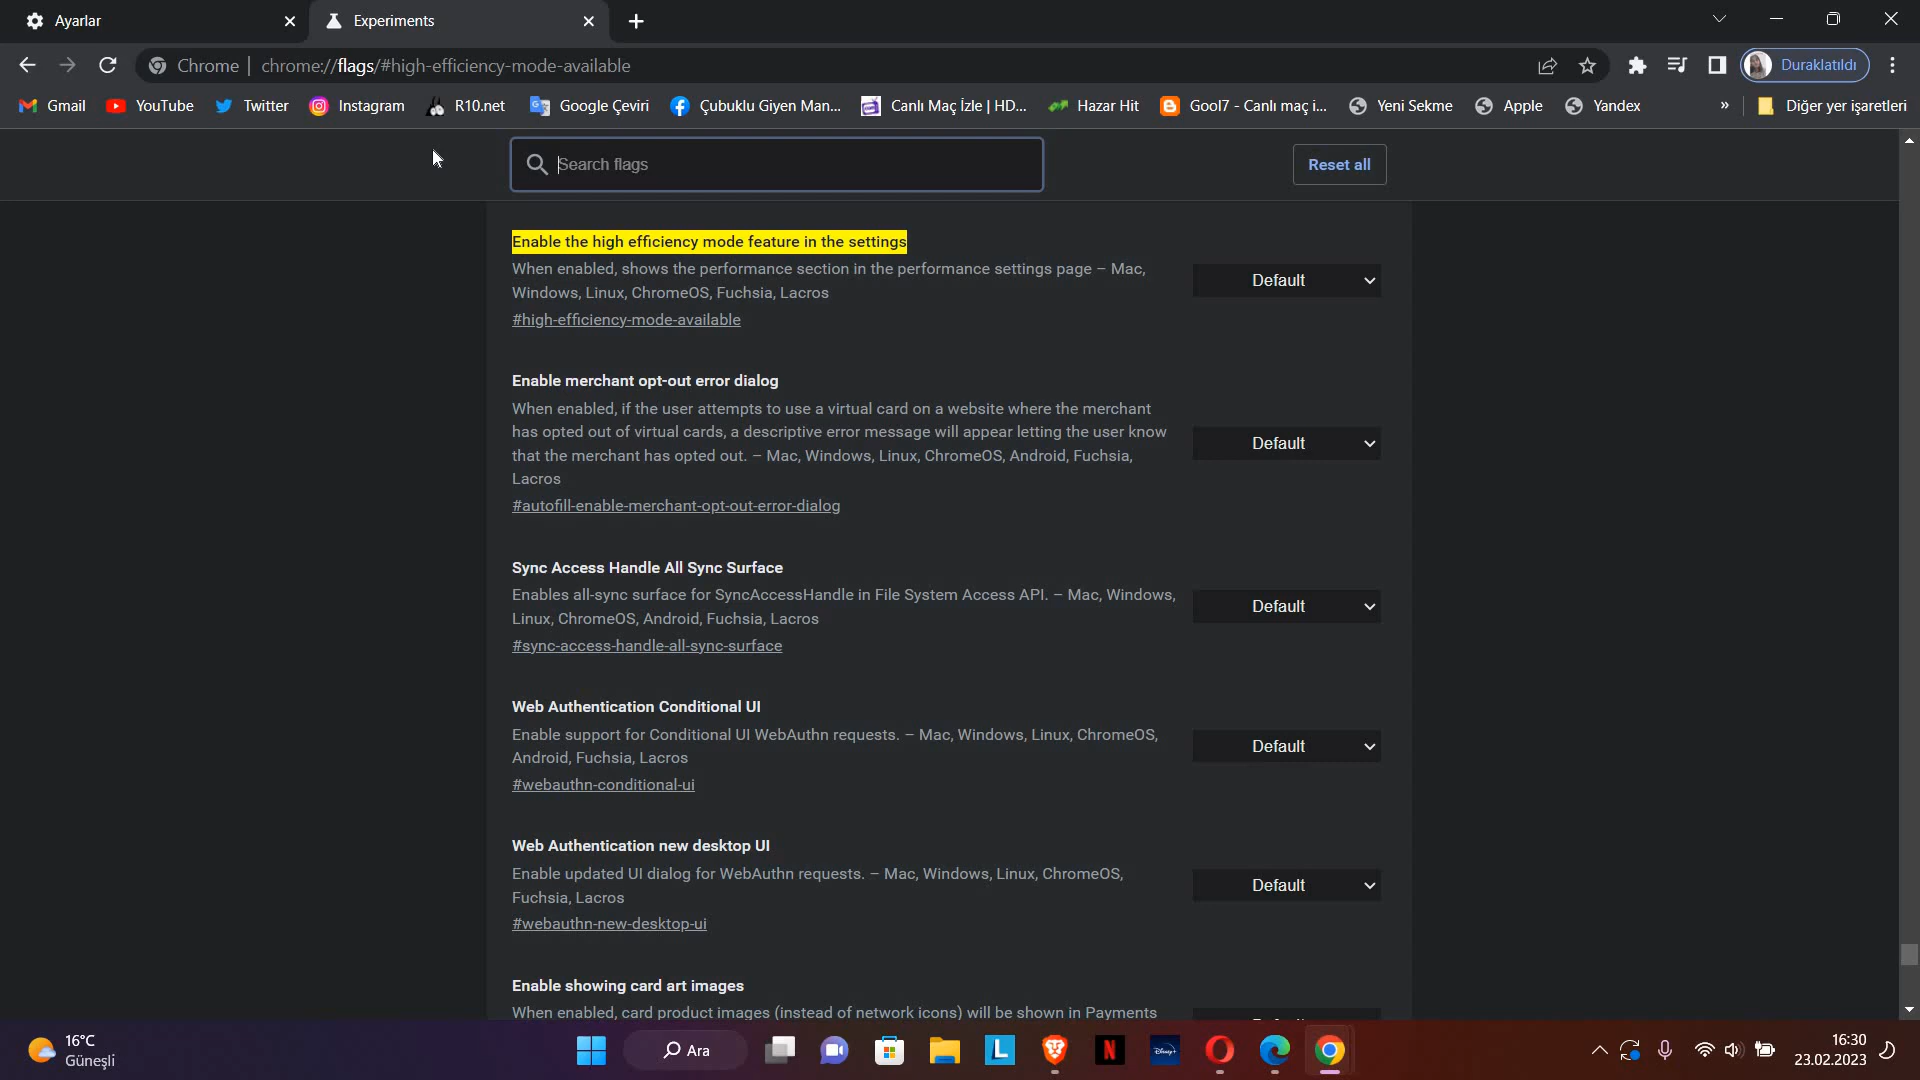 Ayarlar
Experiments
Chrome | chrome://flags/#high-efficiency-mode-available
Duraklatıldı
Gmail
YouTube
Twitter
Instagram
R10.net
Google Çeviri
Çubuklu Giyen Man...
Canlı Maç İzle | HD...
Hazar Hit
Gool7 - Canlı maç i...
Yeni Sekme
Apple
Yandex
»
Diğer yer işaretleri
Search flags
Reset all
Enable the high efficiency mode feature in the settings
When enabled, shows the performance section in the performance settings page – Mac,
Windows, Linux, ChromeOS, Fuchsia, Lacros
#high-efficiency-mode-available
Default
Enable merchant opt-out error dialog
When enabled, if the user attempts to use a virtual card on a website where the merchant
has opted out of virtual cards, a descriptive error message will appear letting the user know
that the merchant has opted out. – Mac, Windows, Linux, ChromeOS, Android, Fuchsia,
Lacros
#autofill-enable-merchant-opt-out-error-dialog
Default
Sync Access Handle All Sync Surface
Enables all-sync surface for SyncAccessHandle in File System Access API. – Mac, Windows,
Linux, ChromeOS, Android, Fuchsia, Lacros
#sync-access-handle-all-sync-surface
Default
Web Authentication Conditional UI
Enable support for Conditional UI WebAuthn requests. – Mac, Windows, Linux, ChromeOS,
Android, Fuchsia, Lacros
#webauthn-conditional-ui
Default
Web Authentication new desktop UI
Enable updated UI dialog for WebAuthn requests. – Mac, Windows, Linux, ChromeOS,
Fuchsia, Lacros
#webauthn-new-desktop-ui
Default
Enable showing card art images
When enabled, card product images (instead of network icons) will be shown in Payments
16°C
Güneşli
Ara
L
N
Disney+
16:30
23.02.2023